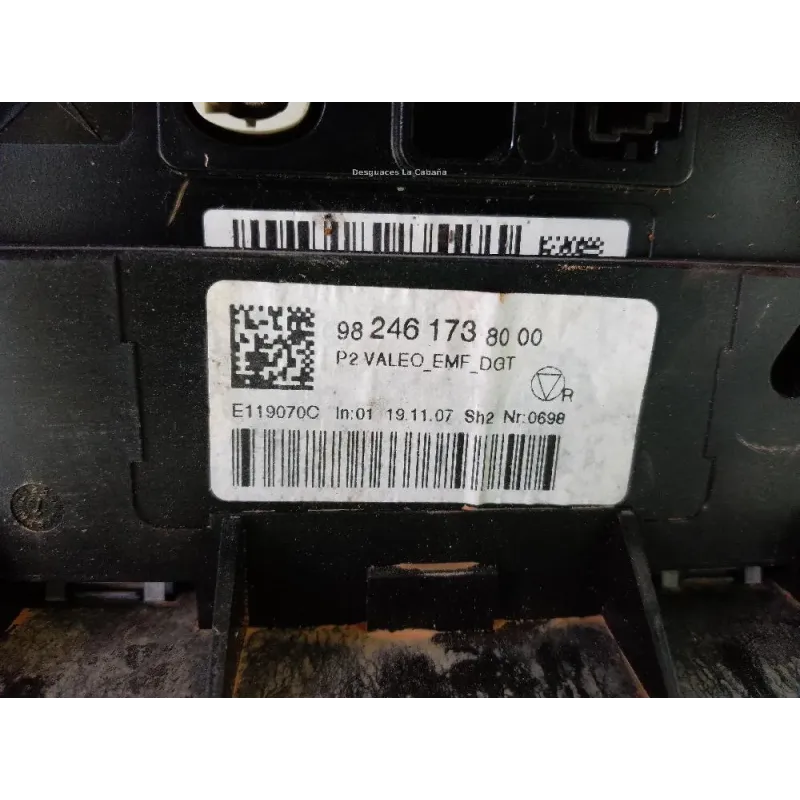 Desguaces La Cabaña
98 246 173 80 00
P2 VALEO_EMF_DGT
R
E119070C In:01 19.11.07 Sh2 Nr:0698